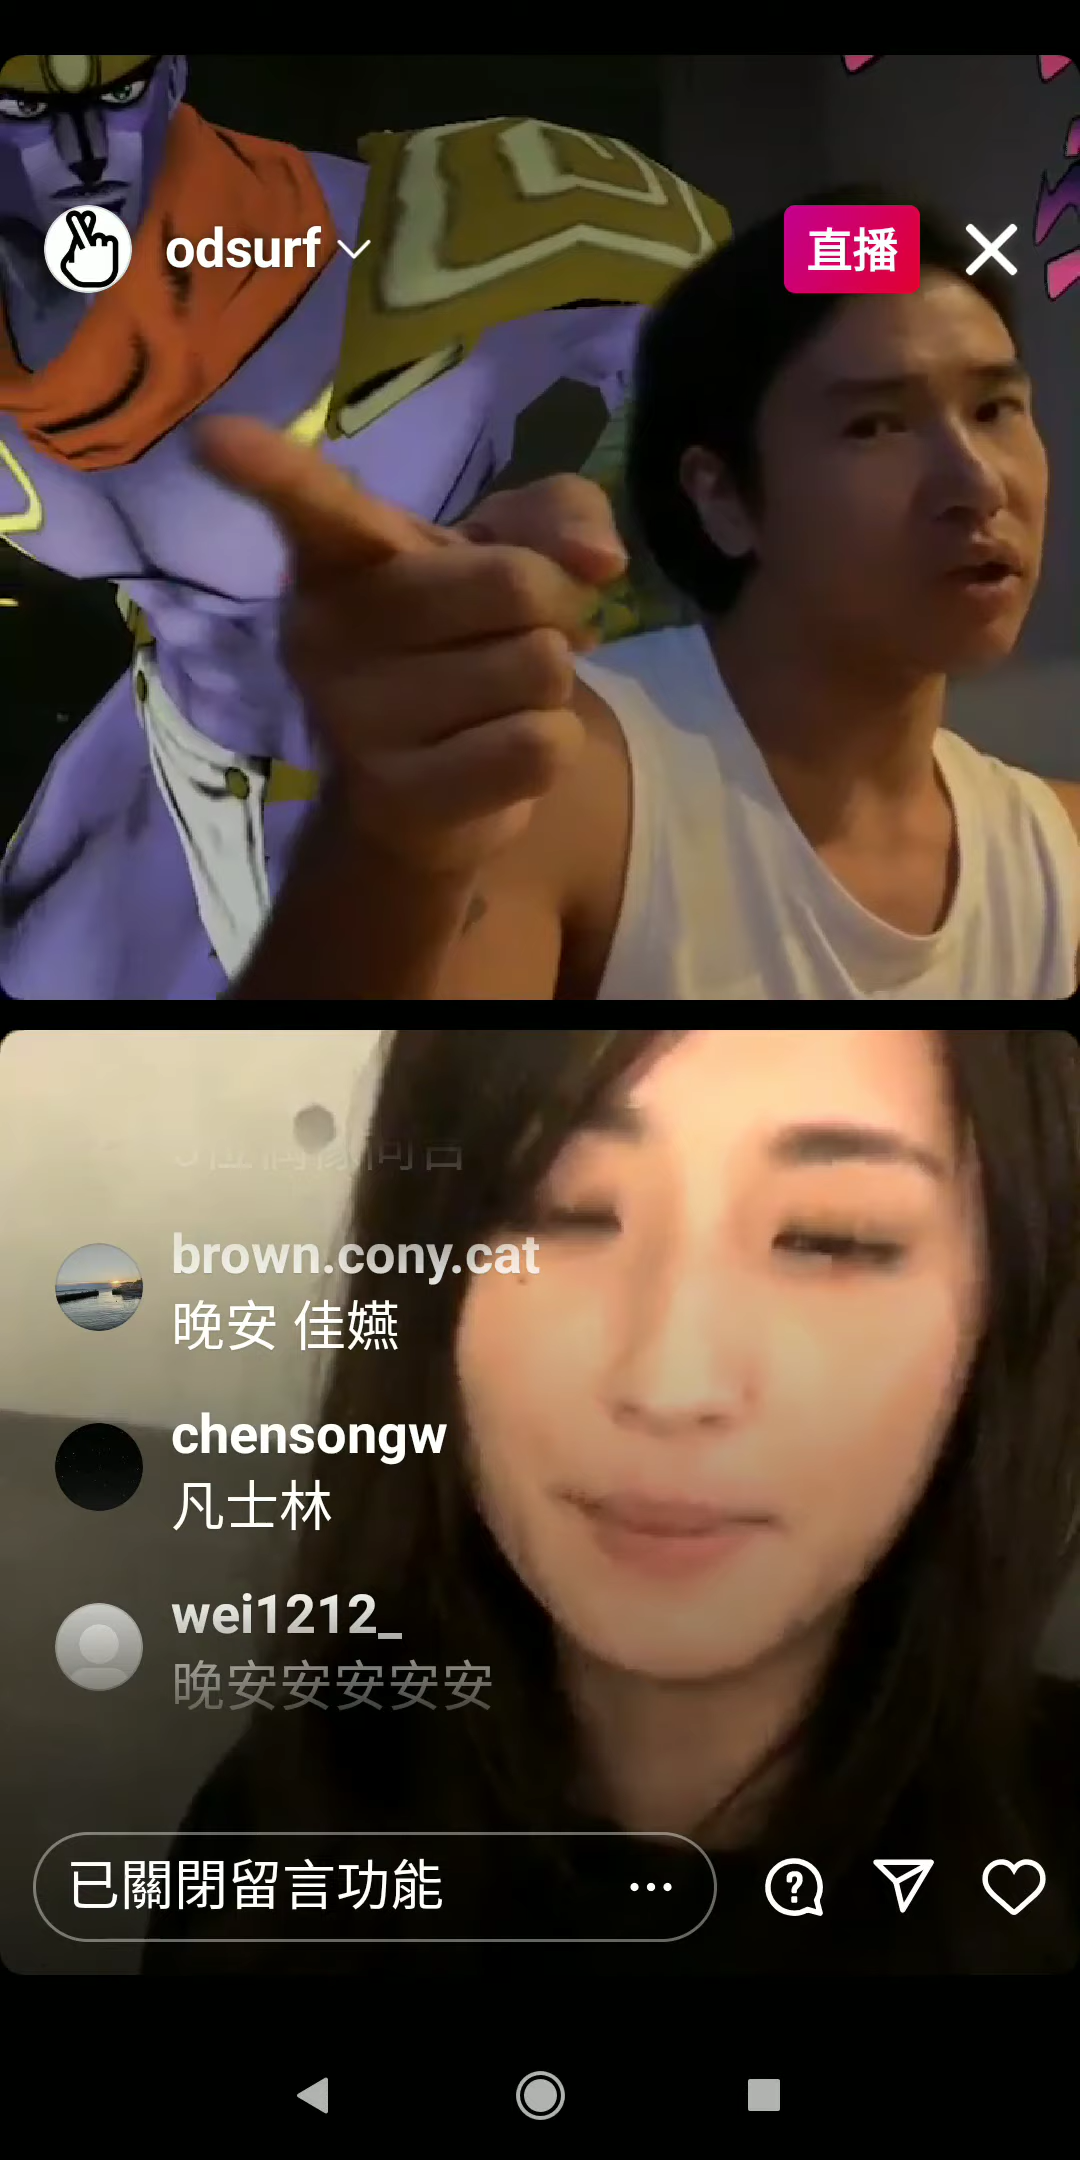 odsurf
直播
brown.cony.cat
晚安 佳嬿
chensongw
凡士林
wei1212_
晚安安安安安
已關閉留言功能